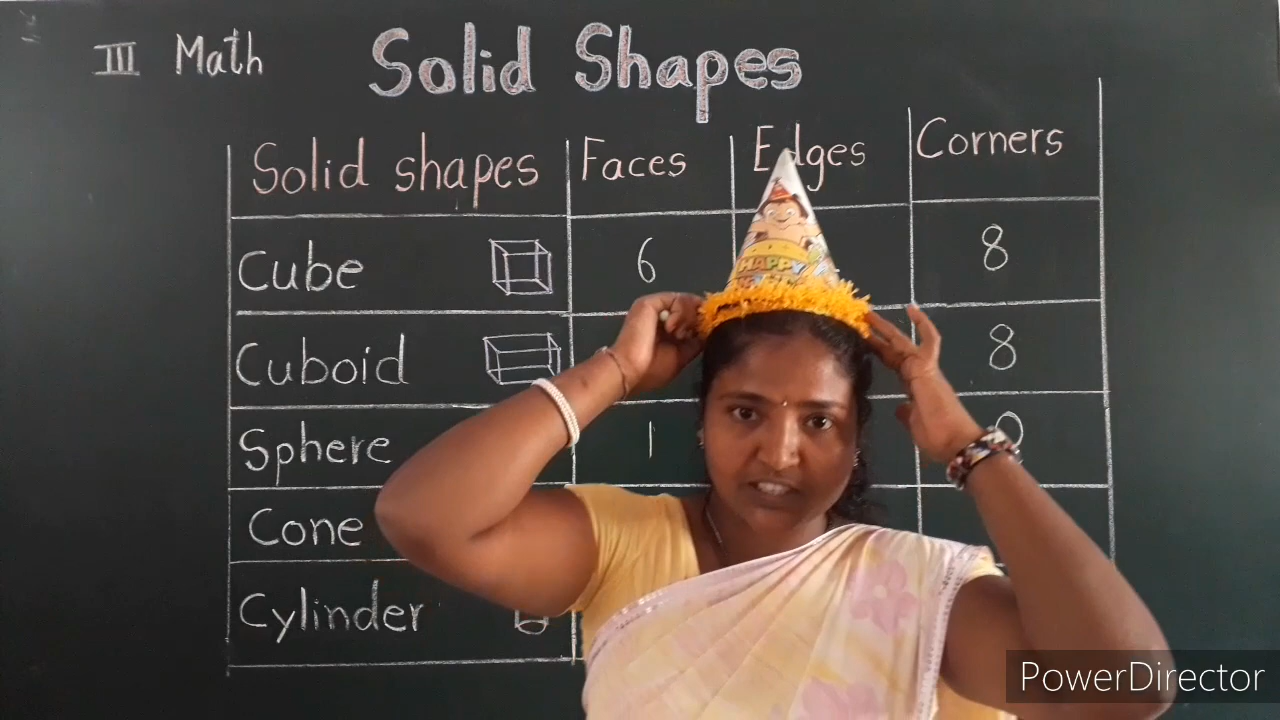 III Math
Solid Shapes
Solid shapes Faces Edges Corners
Cube 6 8
HAPPY
Cuboid 8
Sphere 1 0
Cone
Cylinder
PowerDirector